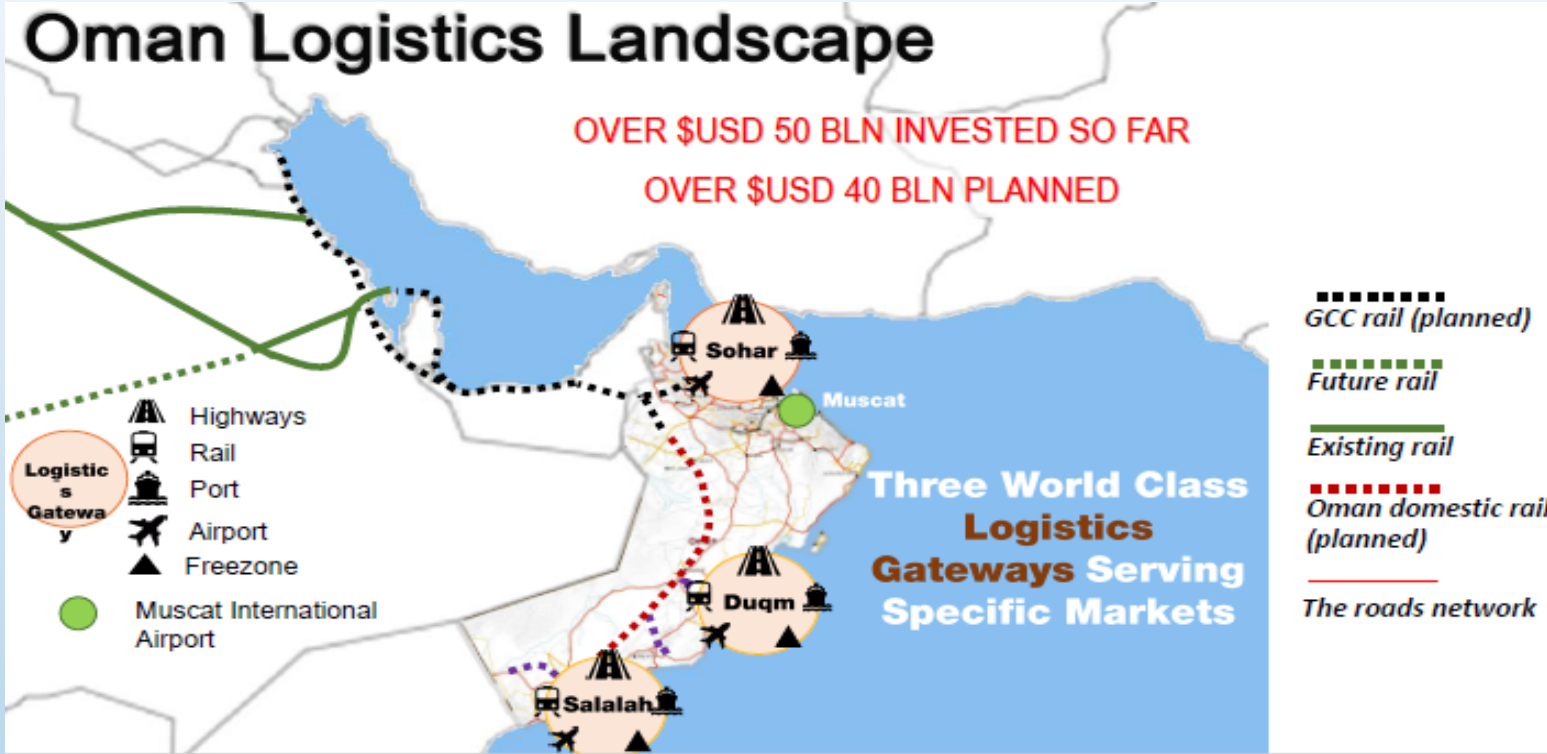 Oman Logistics Landscape
OVER $USD 50 BLN INVESTED SO FAR
OVER $USD 40 BLN PLANNED
Sohar
Muscat
GCC rail (planned)
Future rail
Existing rail
Oman domestic rail
(planned)
The roads network
Logistic
s
Gatewa
y
Highways
Rail
Port
Airport
Freezone
Muscat International
Airport
Three World Class
Logistics
Gateways Serving
Specific Markets
Duqm
Salalah